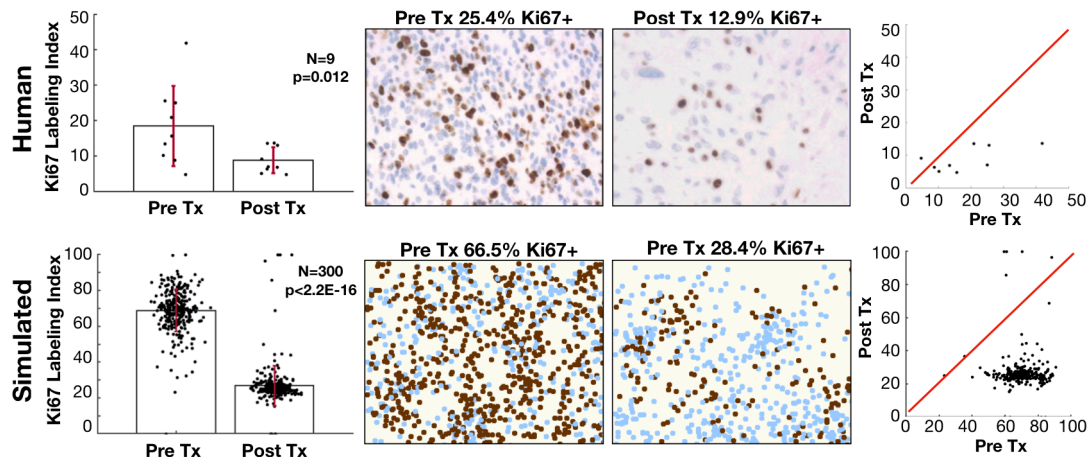 Human
Ki67 Labeling Index
50
40
30
20
10
0
N=9
p=0.012
Pre Tx
Post Tx
Pre Tx 25.4% Ki67+
Post Tx 12.9% Ki67+
Post Tx
50
40
30
20
10
0
0
10
20
30
40
50
Pre Tx
Simulated
Ki67 Labeling Index
100
80
60
40
20
0
N=300
p<2.2E-16
Pre Tx
Post Tx
Pre Tx 66.5% Ki67+
Pre Tx 28.4% Ki67+
Post Tx
100
80
60
40
20
0
0
20
40
60
80
100
Pre Tx